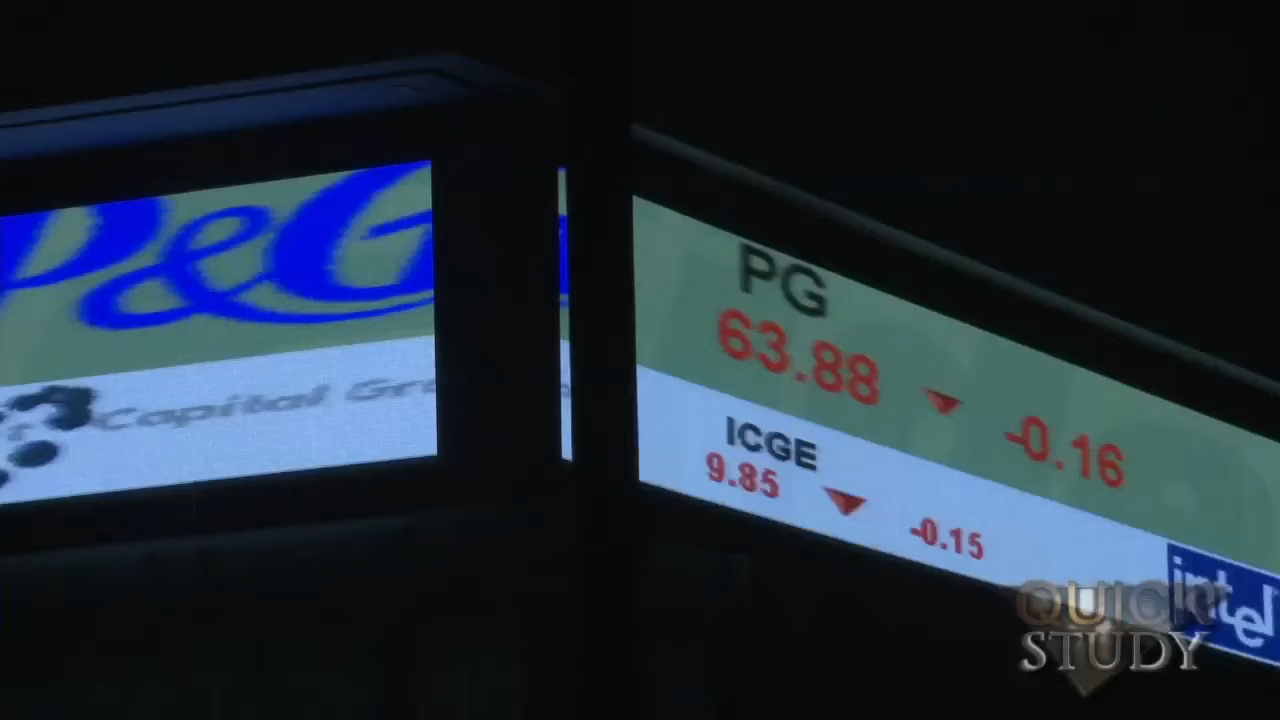 P&G
Capital Gr
PG
63.88 ▼ -0.16
ICGE
9.85 ▼ -0.15
intel
QUICK
STUDY